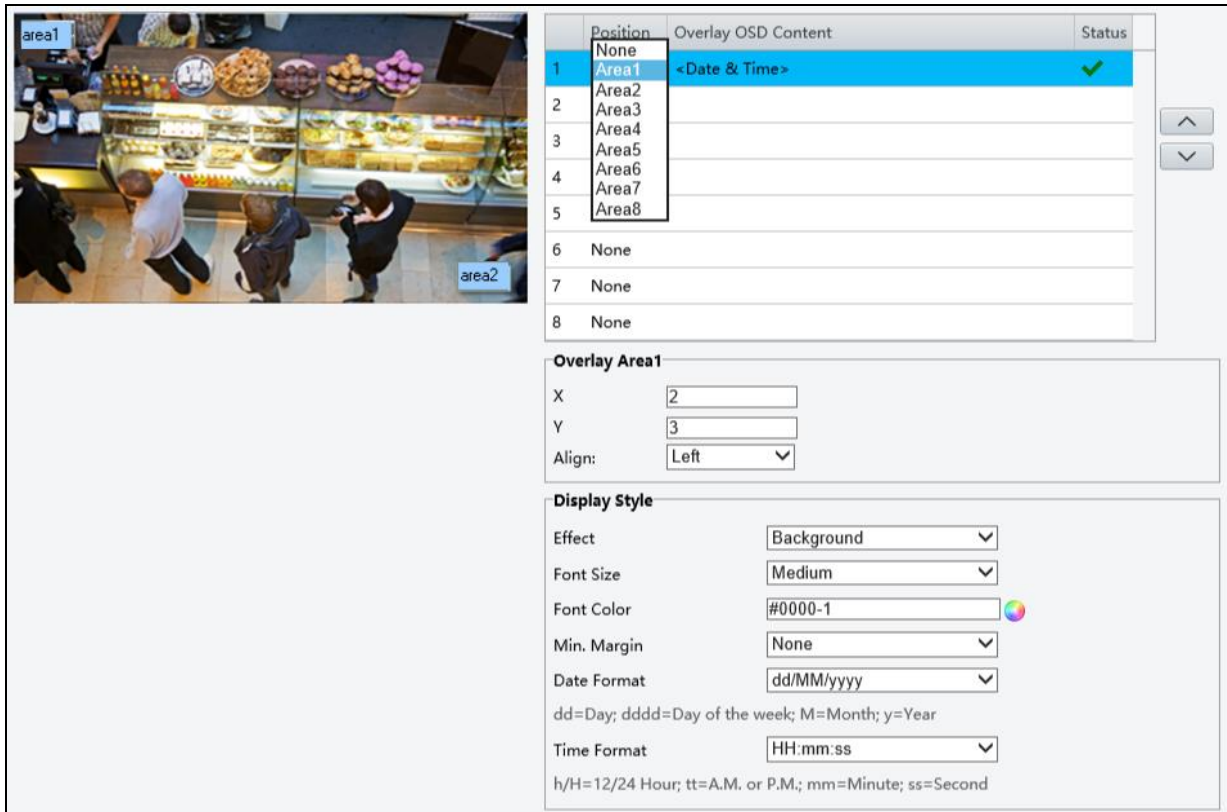 area1
area2
Position Overlay OSD Content Status
None
1 Area1 <Date & Time>
Area2
2
Area3
Area4
3
Area5
Area6
4
Area7
5 Area8
6 None
7 None
8 None
Overlay Area1
X 2
Y 3
Align: Left
Display Style
Effect Background
Font Size Medium
Font Color #0000-1
Min. Margin None
Date Format dd/MM/yyyy
dd=Day; dddd=Day of the week; M=Month; y=Year
Time Format HH:mm:ss
h/H=12/24 Hour; tt=A.M. or P.M.; mm=Minute; ss=Second